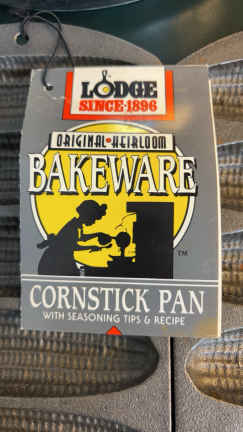 LODGE
SINCE·1896
ORIGINAL·HEIRLOOM
BAKEWARE
TM
CORNSTICK PAN
WITH SEASONING TIPS & RECIPE